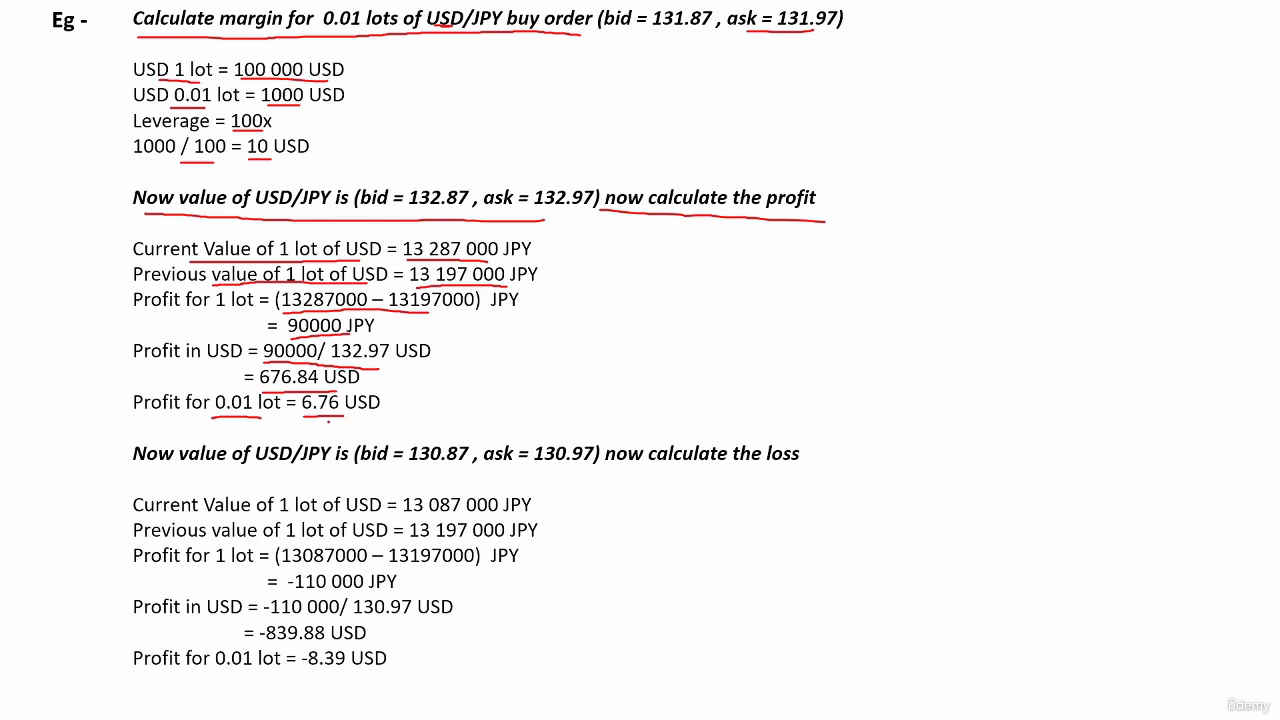 Eg - Calculate margin for 0.01 lots of USD/JPY buy order (bid = 131.87 , ask = 131.97)
USD 1 lot = 100 000 USD
USD 0.01 lot = 1000 USD
Leverage = 100x
1000 / 100 = 10 USD
Now value of USD/JPY is (bid = 132.87 , ask = 132.97) now calculate the profit
Current Value of 1 lot of USD = 13 287 000 JPY
Previous value of 1 lot of USD = 13 197 000 JPY
Profit for 1 lot = (13287000 – 13197000) JPY
= 90000 JPY
Profit in USD = 90000/ 132.97 USD
= 676.84 USD
Profit for 0.01 lot = 6.76 USD
Now value of USD/JPY is (bid = 130.87 , ask = 130.97) now calculate the loss
Current Value of 1 lot of USD = 13 087 000 JPY
Previous value of 1 lot of USD = 13 197 000 JPY
Profit for 1 lot = (13087000 – 13197000) JPY
= -110 000 JPY
Profit in USD = -110 000/ 130.97 USD
= -839.88 USD
Profit for 0.01 lot = -8.39 USD
Udemy